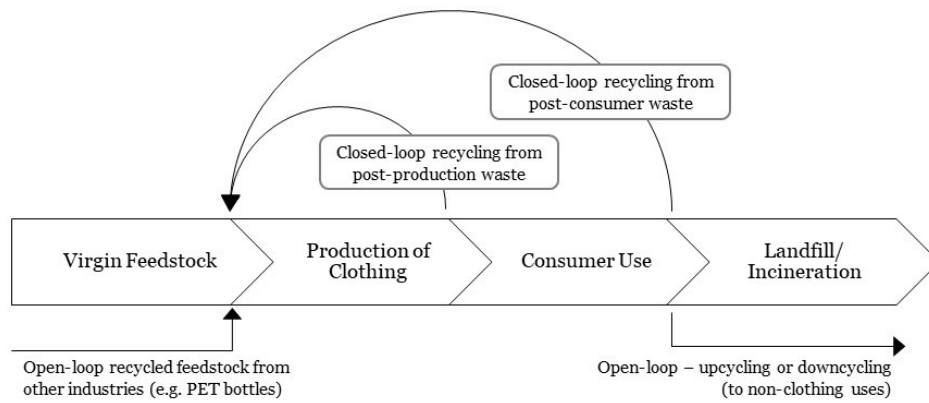 Closed-loop recycling from
post-consumer waste
Closed-loop recycling from
post-production waste
Virgin Feedstock
Production of
Clothing
Consumer Use
Landfill/
Incineration
Open-loop recycled feedstock from
other industries (e.g. PET bottles)
Open-loop – upcycling or downcycling
(to non-clothing uses)